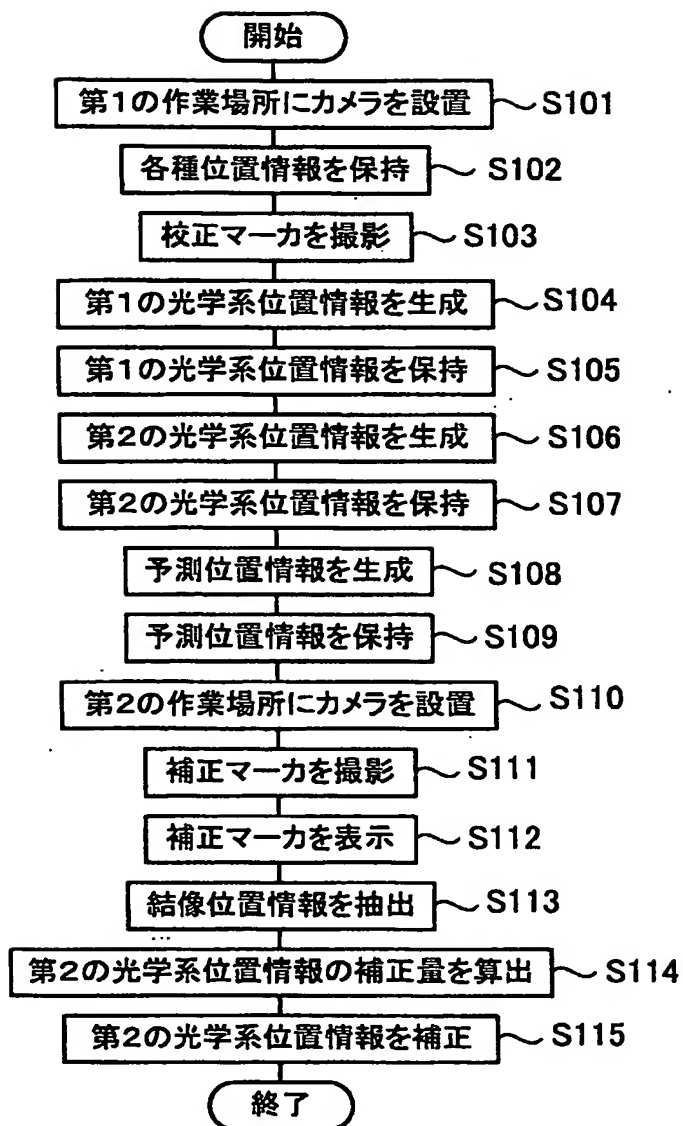 開始
第1の作業場所にカメラを設置 S101
各種位置情報を保持 S102
校正マーカを撮影 S103
第1の光学系位置情報を生成 S104
第1の光学系位置情報を保持 S105
第2の光学系位置情報を生成 S106
第2の光学系位置情報を保持 S107
予測位置情報を生成 S108
予測位置情報を保持 S109
第2の作業場所にカメラを設置 S110
補正マーカを撮影 S111
補正マーカを表示 S112
結像位置情報を抽出 S113
第2の光学系位置情報の補正量を算出 S114
第2の光学系位置情報を補正 S115
終了